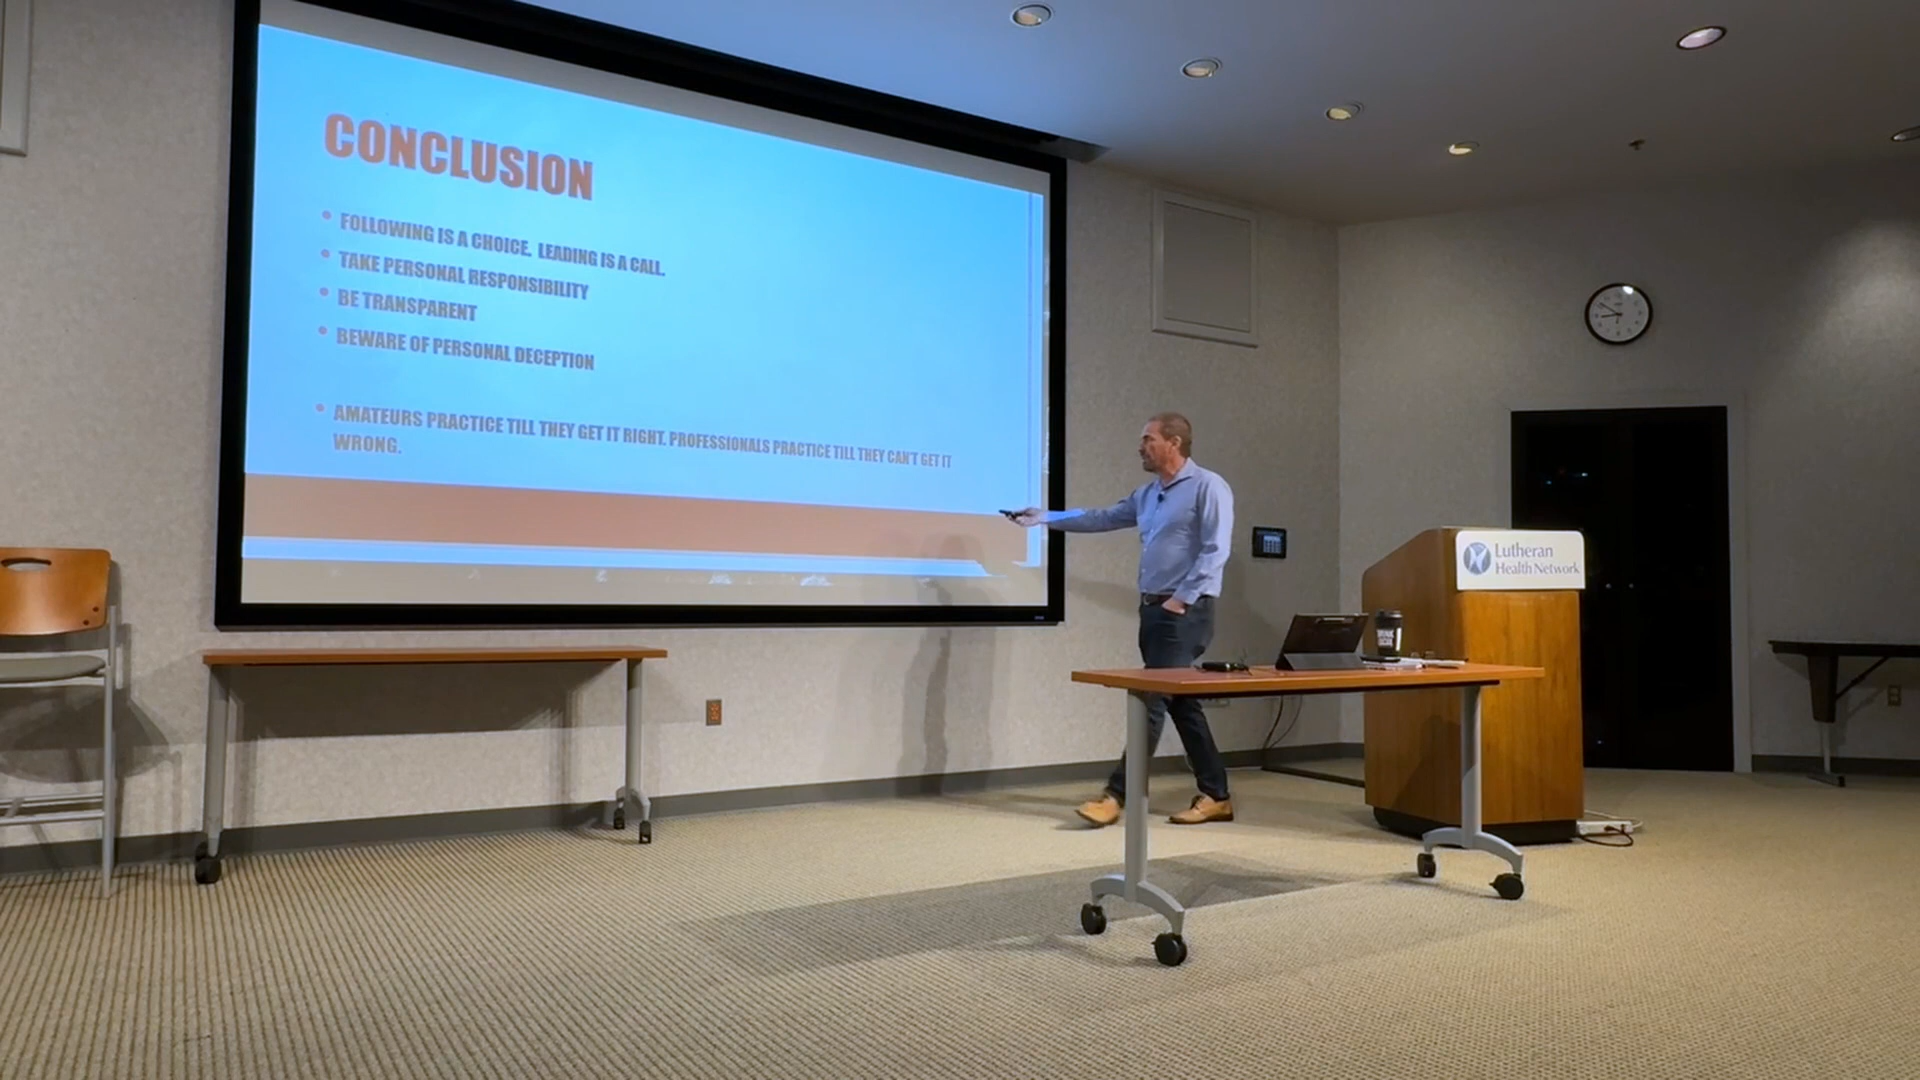 CONCLUSION
• FOLLOWING IS A CHOICE. LEADING IS A CALL.
• TAKE PERSONAL RESPONSIBILITY
• BE TRANSPARENT
• BEWARE OF PERSONAL DECEPTION
• AMATEURS PRACTICE TILL THEY GET IT RIGHT. PROFESSIONALS PRACTICE TILL THEY CAN'T GET IT
WRONG.
Lutheran
Health Network